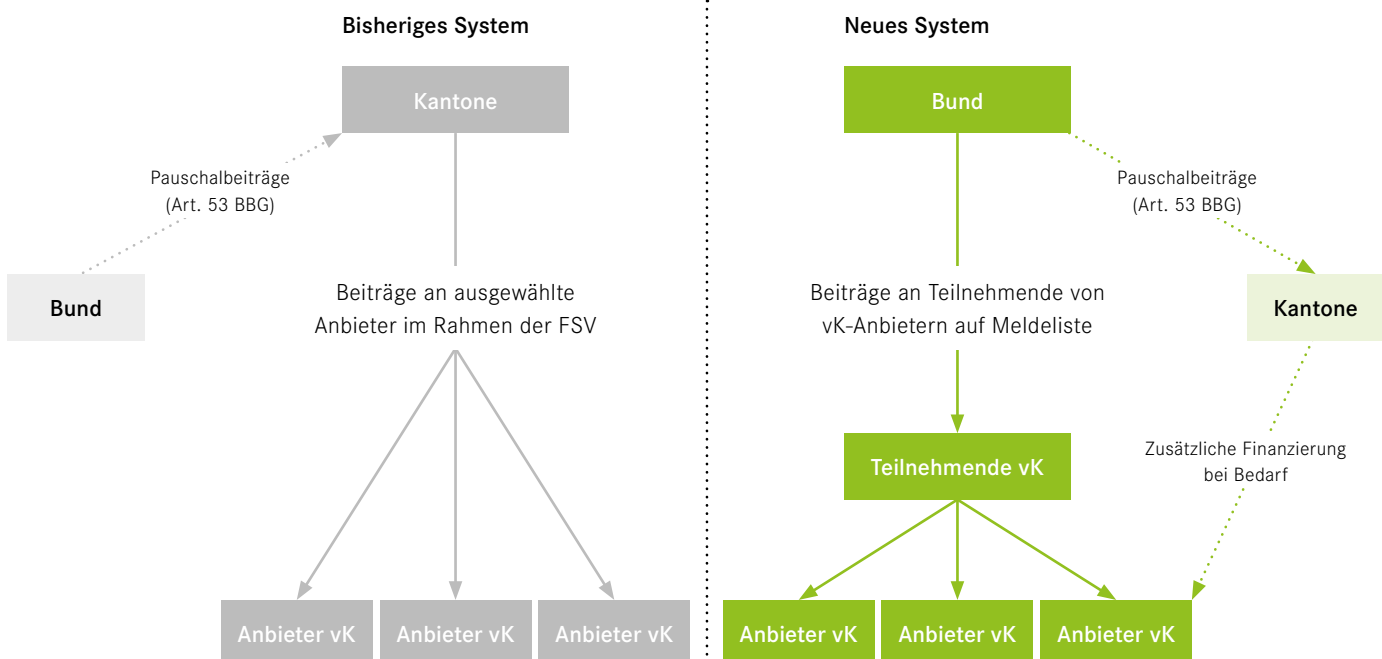 Bisheriges System
Kantone
Pauschalbeiträge
(Art. 53 BBG)
Bund
Beiträge an ausgewählte
Anbieter im Rahmen der FSV
Anbieter vK
Anbieter vK
Anbieter vK
Neues System
Bund
Pauschalbeiträge
(Art. 53 BBG)
Beiträge an Teilnehmende von
vK-Anbietern auf Meldeliste
Kantone
Teilnehmende vK
Zusätzliche Finanzierung
bei Bedarf
Anbieter vK
Anbieter vK
Anbieter vK